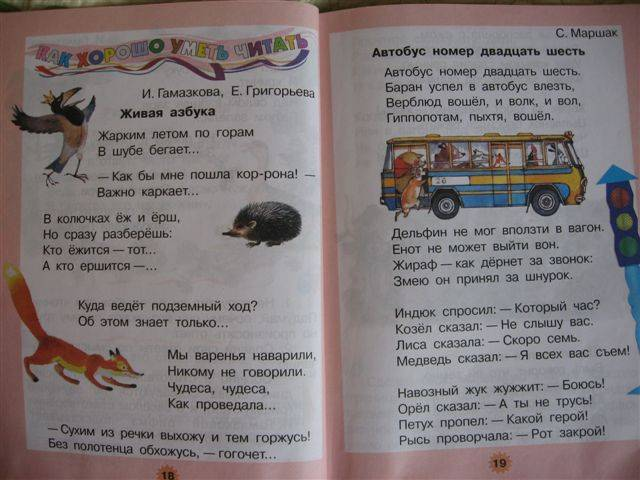 КАК ХОРОШО УМЕТЬ ЧИТАТЬ
И. Гамазкова, Е. Григорьева
Живая азбука
Жарким летом по горам
В шубе бегает...
— Как бы мне пошла кор-рона! —
Важно каркает...
В колючках ёж и ёрш,
Но сразу разберёшь:
Кто ёжится — тот...
А кто ершится —...
Куда ведёт подземный ход?
Об этом знает только...
Мы варенья наварили,
Никому не говорили.
Чудеса, чудеса,
Как проведала...
— Сухим из речки выхожу и тем горжусь!
Без полотенца обхожусь, — гогочет...
18
С. Маршак
Автобус номер двадцать шесть
Автобус номер двадцать шесть.
Баран успел в автобус влезть,
Верблюд вошёл, и волк, и вол,
Гиппопотам, пыхтя, вошёл.
26
Дельфин не мог вползти в вагон.
Енот не может выйти вон.
Жираф — как дёрнет за звонок:
Змею он принял за шнурок.
Индюк спросил: — Который час?
Козёл сказал: — Не слышу вас.
Лиса сказала: — Скоро семь.
Медведь сказал: — Я всех вас съем!
Навозный жук жужжит: — Боюсь!
Орёл сказал: — А ты не трусь!
Петух пропел: — Какой герой!
Рысь проворчала: — Рот закрой!
19